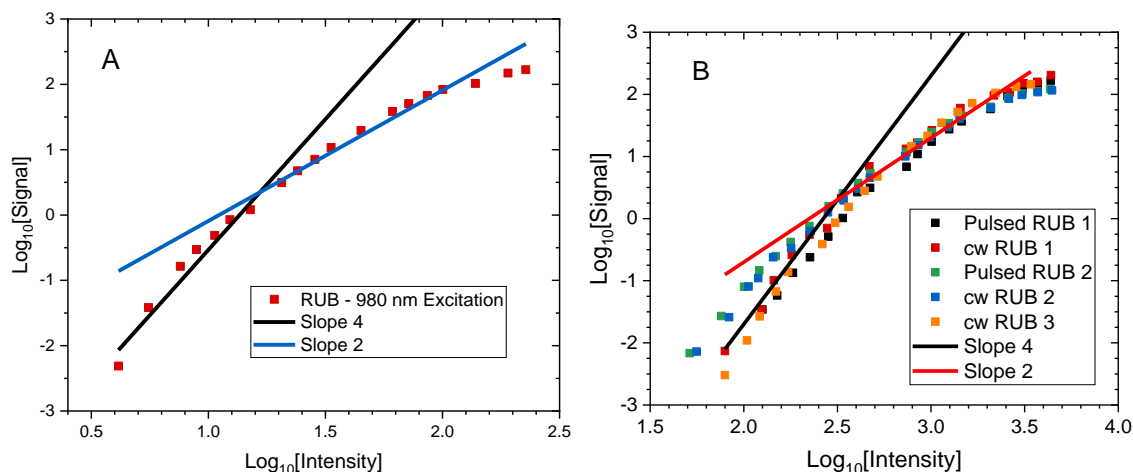 A
Log10[Signal]
3
2
1
0
-1
-2
-3
0.5
1.0
1.5
2.0
2.5
Log10[Intensity]
RUB - 980 nm Excitation
Slope 4
Slope 2
B
Log10[Signal]
3
2
1
0
-1
-2
-3
1.5
2.0
2.5
3.0
3.5
4.0
Log10[Intensity]
Pulsed RUB 1
cw RUB 1
Pulsed RUB 2
cw RUB 2
cw RUB 3
Slope 4
Slope 2